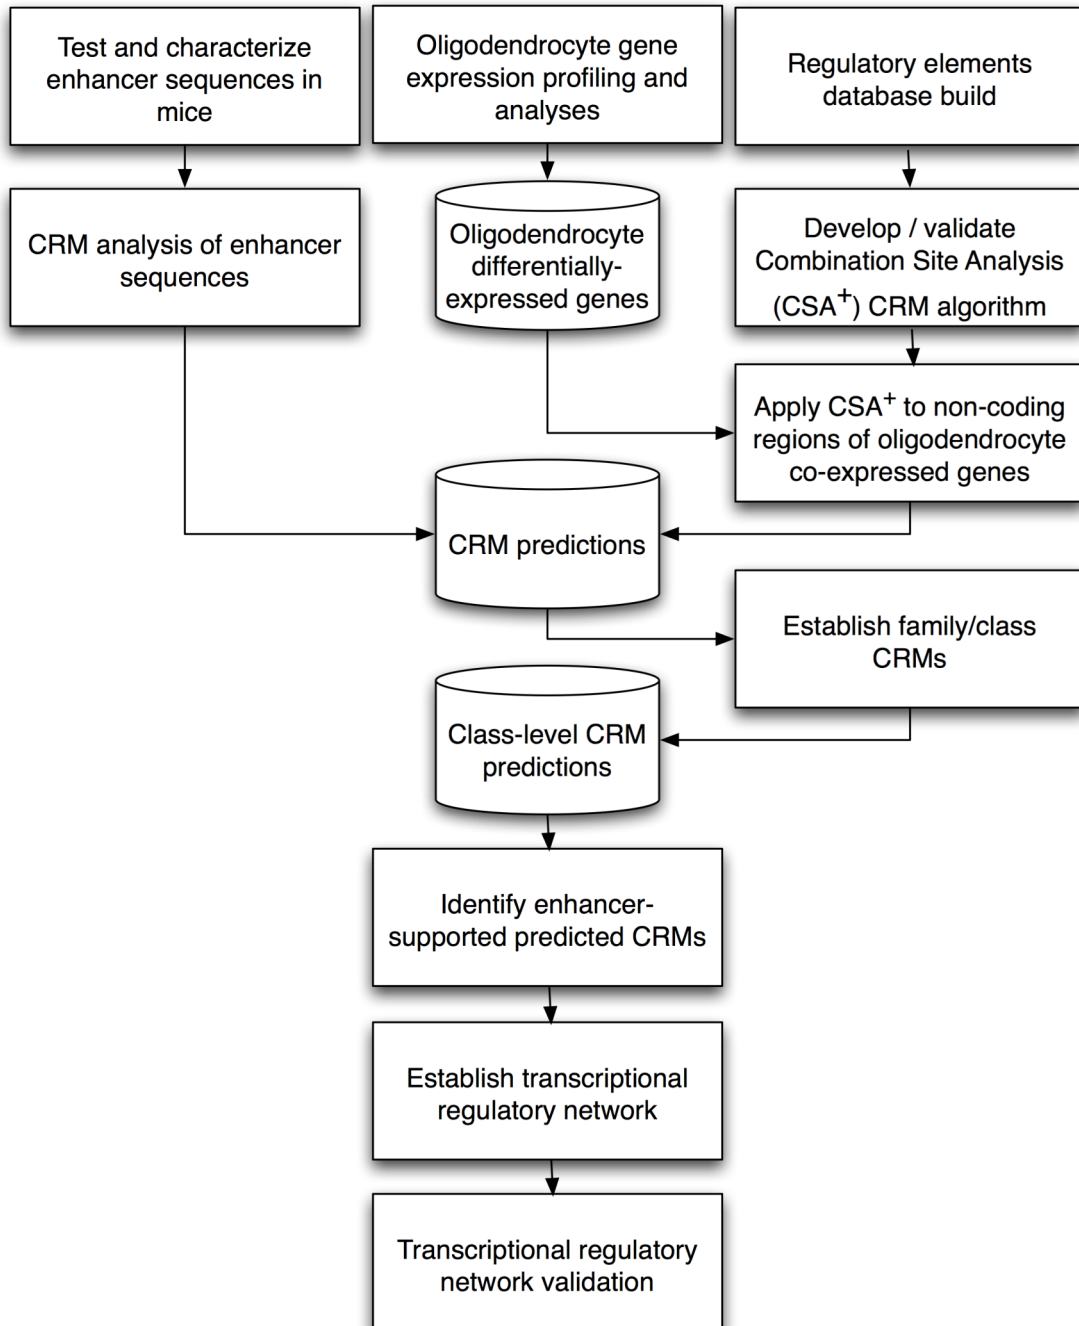 Test and characterize
enhancer sequences in
mice
Oligodendrocyte gene
expression profiling and
analyses
Regulatory elements
database build
CRM analysis of enhancer
sequences
Oligodendrocyte
differentially-
expressed genes
Develop / validate
Combination Site Analysis
(CSA⁺) CRM algorithm
Apply CSA⁺ to non-coding
regions of oligodendrocyte
co-expressed genes
CRM predictions
Establish family/class
CRMs
Class-level CRM
predictions
Identify enhancer-
supported predicted CRMs
Establish transcriptional
regulatory network
Transcriptional regulatory
network validation